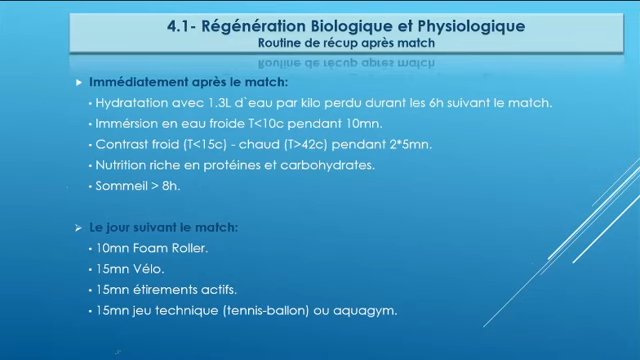 4.1- Régénération Biologique et Physiologique
Routine de récup après match
Immédiatement après le match:
Hydratation avec 1.3L d`eau par kilo perdu durant les 6h suivant le match.
Immérsion en eau froide T<10c pendant 10mn.
Contrast froid (T<15c) - chaud (T>42c) pendant 2*5mn.
Nutrition riche en protéines et carbohydrates.
Sommeil > 8h.
Le jour suivant le match:
10mn Foam Roller.
15mn Vélo.
15mn étirements actifs.
15mn jeu technique (tennis-ballon) ou aquagym.